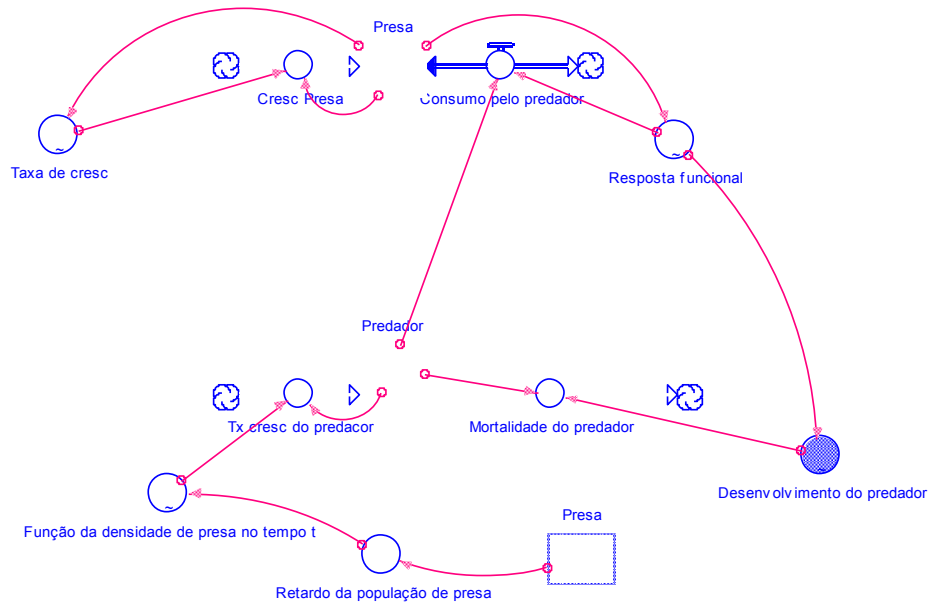 Presa
Cresc Presa
Consumo pelo predador
Taxa de cresc
Resposta funcional
Predador
Tx cresc do predacor
Mortalidade do predador
Desenvolvimento do predador
Função da densidade de presa no tempo t
Presa
Retardo da população de presa